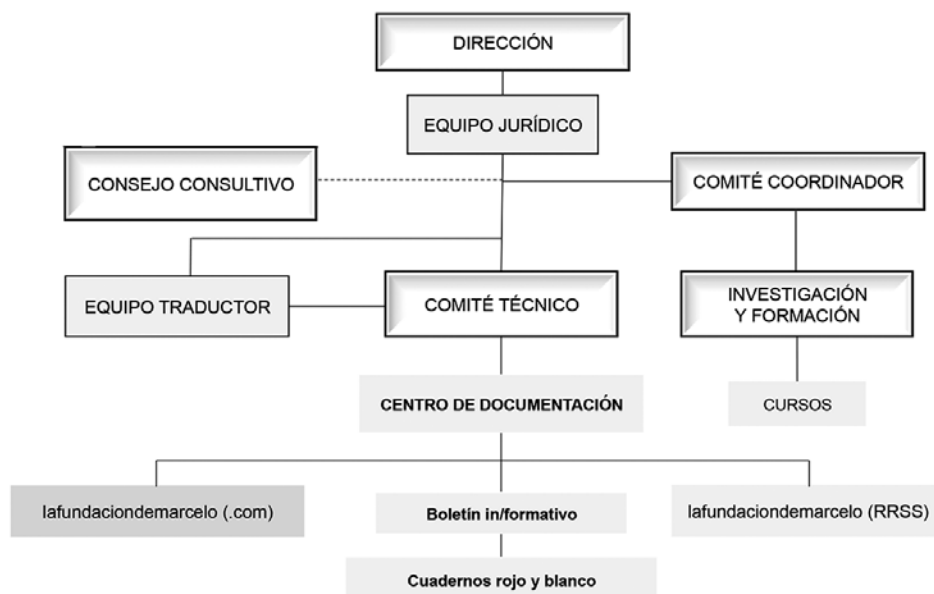 DIRECCIÓN
EQUIPO JURÍDICO
CONSEJO CONSULTIVO
COMITÉ COORDINADOR
EQUIPO TRADUCTOR
COMITÉ TÉCNICO
INVESTIGACIÓN
Y FORMACIÓN
CENTRO DE DOCUMENTACIÓN
CURSOS
lafundaciondemarcelo (.com)
Boletín in/formativo
lafundaciondemarcelo (RRSS)
Cuadernos rojo y blanco